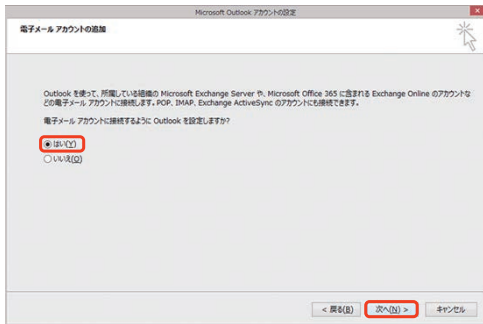 Microsoft Outlook アカウントの設定
電子メール アカウントの追加
Outlook を使って、所属している組織の Microsoft Exchange Server や、Microsoft Office 365 に含まれる Exchange Online のアカウントな
どの電子メール アカウントに接続します。POP、IMAP、Exchange ActiveSync のアカウントにも接続できます。
電子メール アカウントに接続するように Outlook を設定しますか?
はい(Y)
いいえ(O)
< 戻る(B) 次へ(N) > キャンセル